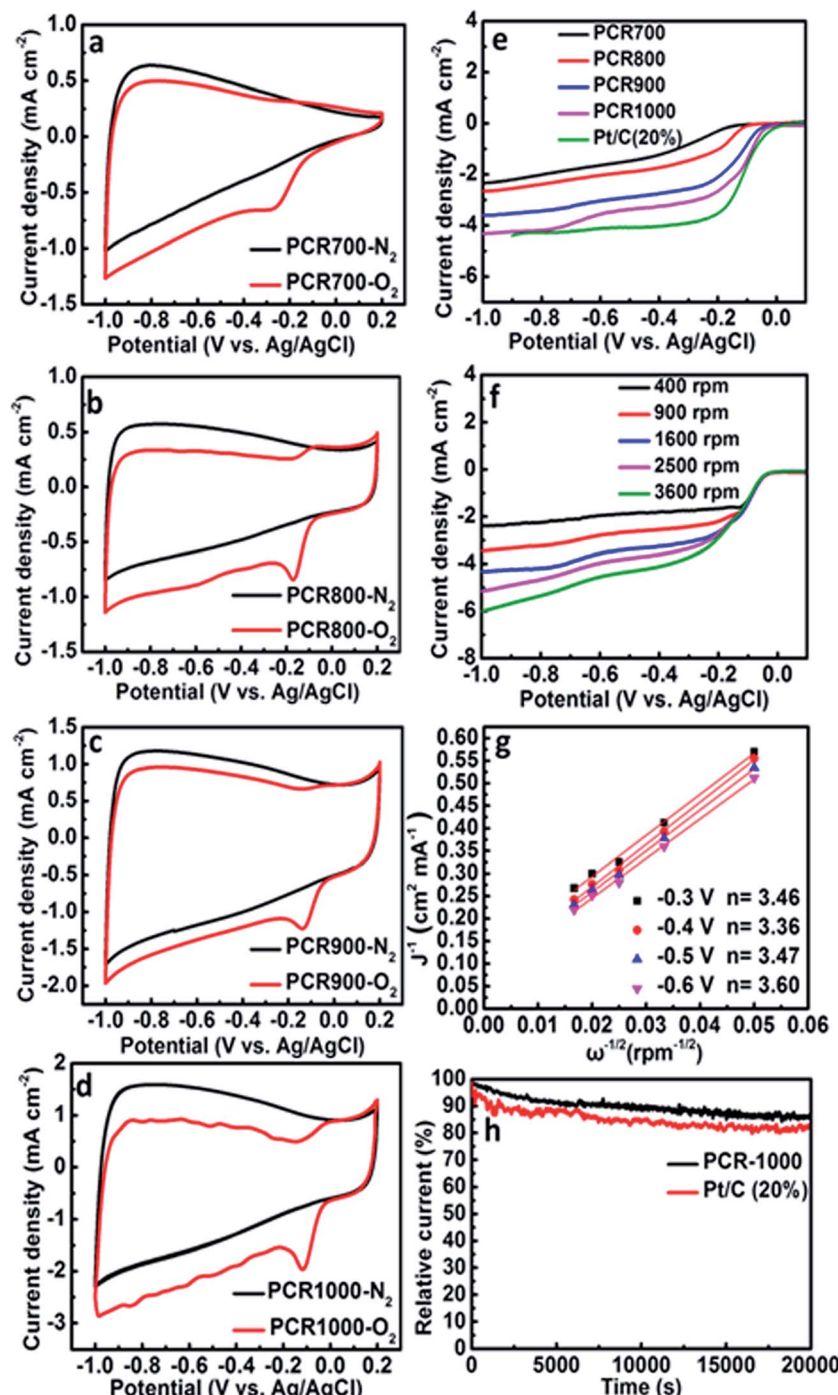 a
Current density (mA cm⁻²)
1.0
0.5
0.0
-0.5
-1.0
-1.5
PCR700-N₂
PCR700-O₂
-1.0 -0.8 -0.6 -0.4 -0.2 0.0 0.2
Potential (V vs. Ag/AgCl)
e
Current density (mA cm⁻²)
4
2
0
-2
-4
-6
PCR700
PCR800
PCR900
PCR1000
Pt/C(20%)
-1.0 -0.8 -0.6 -0.4 -0.2 0.0
Potential (V vs. Ag/AgCl)
b
Current density (mA cm⁻²)
1.0
0.5
0.0
-0.5
-1.0
-1.5
PCR800-N₂
PCR800-O₂
-1.0 -0.8 -0.6 -0.4 -0.2 0.0 0.2
Potential (V vs. Ag/AgCl)
f
Current density (mA cm⁻²)
4
2
0
-2
-4
-6
-8
400 rpm
900 rpm
1600 rpm
2500 rpm
3600 rpm
-1.0 -0.8 -0.6 -0.4 -0.2 0.0
Potential (V vs. Ag/AgCl)
c
Current density (mA cm⁻²)
1.5
1.0
0.5
0.0
-0.5
-1.0
-1.5
-2.0
PCR900-N₂
PCR900-O₂
-1.0 -0.8 -0.6 -0.4 -0.2 0.0 0.2
Potential (V vs. Ag/AgCl)
g
J⁻¹ (cm² mA⁻¹)
0.60
0.55
0.50
0.45
0.40
0.35
0.30
0.25
0.20
0.15
0.10
0.05
0.00
-0.3 V n= 3.46
-0.4 V n= 3.36
-0.5 V n= 3.47
-0.6 V n= 3.60
0.00 0.01 0.02 0.03 0.04 0.05 0.06
ω⁻¹/²(rpm⁻¹/²)
d
Current density (mA cm⁻²)
2
1
0
-1
-2
-3
PCR1000-N₂
PCR1000-O₂
-1.0 -0.8 -0.6 -0.4 -0.2 0.0 0.2
Potential (V vs. Ag/AgCl)
h
Relative current (%)
100
90
80
70
60
50
40
30
20
10
0
PCR-1000
Pt/C (20%)
0 5000 10000 15000 20000
Time (s)